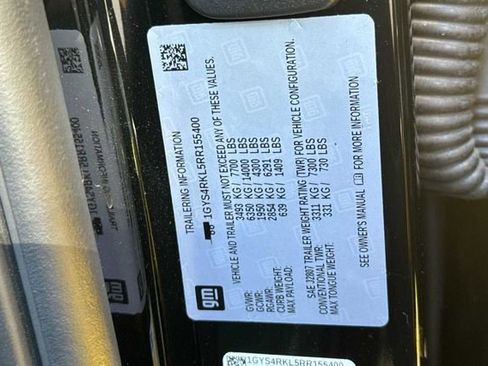 TRAILERING INFORMATION
1GYS4RKL5RR155400
VEHICLE AND TRAILER MUST NOT EXCEED ANY OF THESE VALUES.
GVWR: 3493 KG / 7700 LBS
GCWR: 6350 KG / 14000 LBS
RGAWR: 1950 KG / 4300 LBS
CURB WEIGHT: 2854 KG / 6291 LBS
MAX PAYLOAD: 639 KG / 1409 LBS
SAE J2807 TRAILER WEIGHT RATING (TWR) FOR VEHICLE CONFIGURATION.
CONVENTIONAL TWR: 3311 KG / 7300 LBS
MAX TONGUE WEIGHT: 331 KG / 730 LBS
SEE OWNER'S MANUAL FOR MORE INFORMATION
gm
1GYS4RKL5RR155400